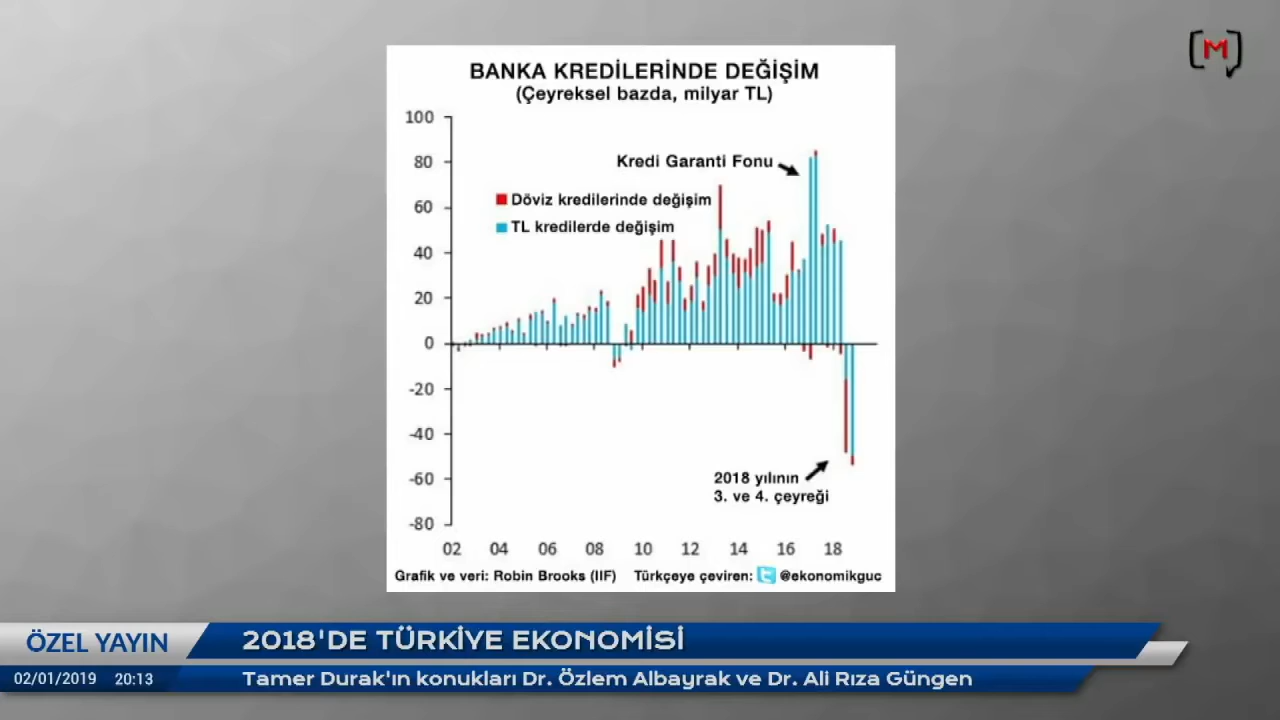 [M]
BANKA KREDİLERİNDE DEĞİŞİM
(Çeyreksel bazda, milyar TL)
100
80
60
40
20
0
-20
-40
-60
-80
Kredi Garanti Fonu
Döviz kredilerinde değişim
TL kredilerde değişim
2018 yılının
3. ve 4. çeyreği
02 04 06 08 10 12 14 16 18
Grafik ve veri: Robin Brooks (IIF) Türkçeye çeviren: @ekonomikguc
ÖZEL YAYIN
2018'DE TÜRKİYE EKONOMİSİ
02/01/2019 20:13
Tamer Durak'ın konukları Dr. Özlem Albayrak ve Dr. Ali Rıza Güngen